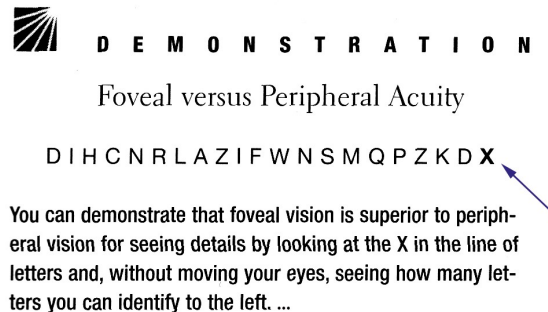 DEMONSTRATION
Foveal versus Peripheral Acuity
D I H C N R L A Z I F W N S M Q P Z K D X
You can demonstrate that foveal vision is superior to periph-
eral vision for seeing details by looking at the X in the line of
letters and, without moving your eyes, seeing how many let-
ters you can identify to the left. ...